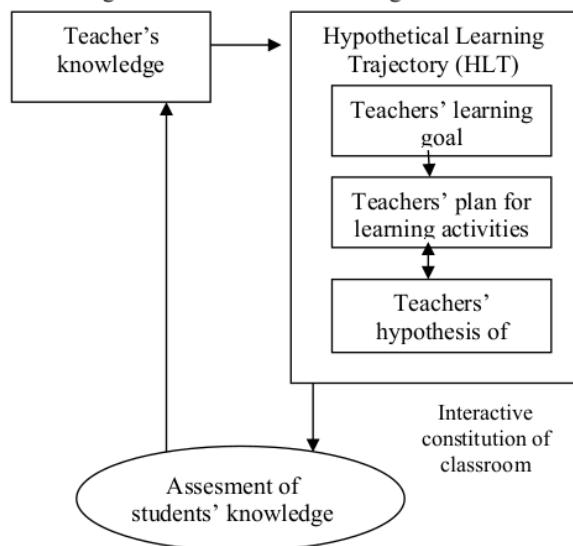 Teacher's
knowledge
Hypothetical Learning
Trajectory (HLT)
Teachers' learning
goal
Teachers' plan for
learning activities
Teachers'
hypothesis of
Interactive
constitution of
classroom
Assesment of
students' knowledge